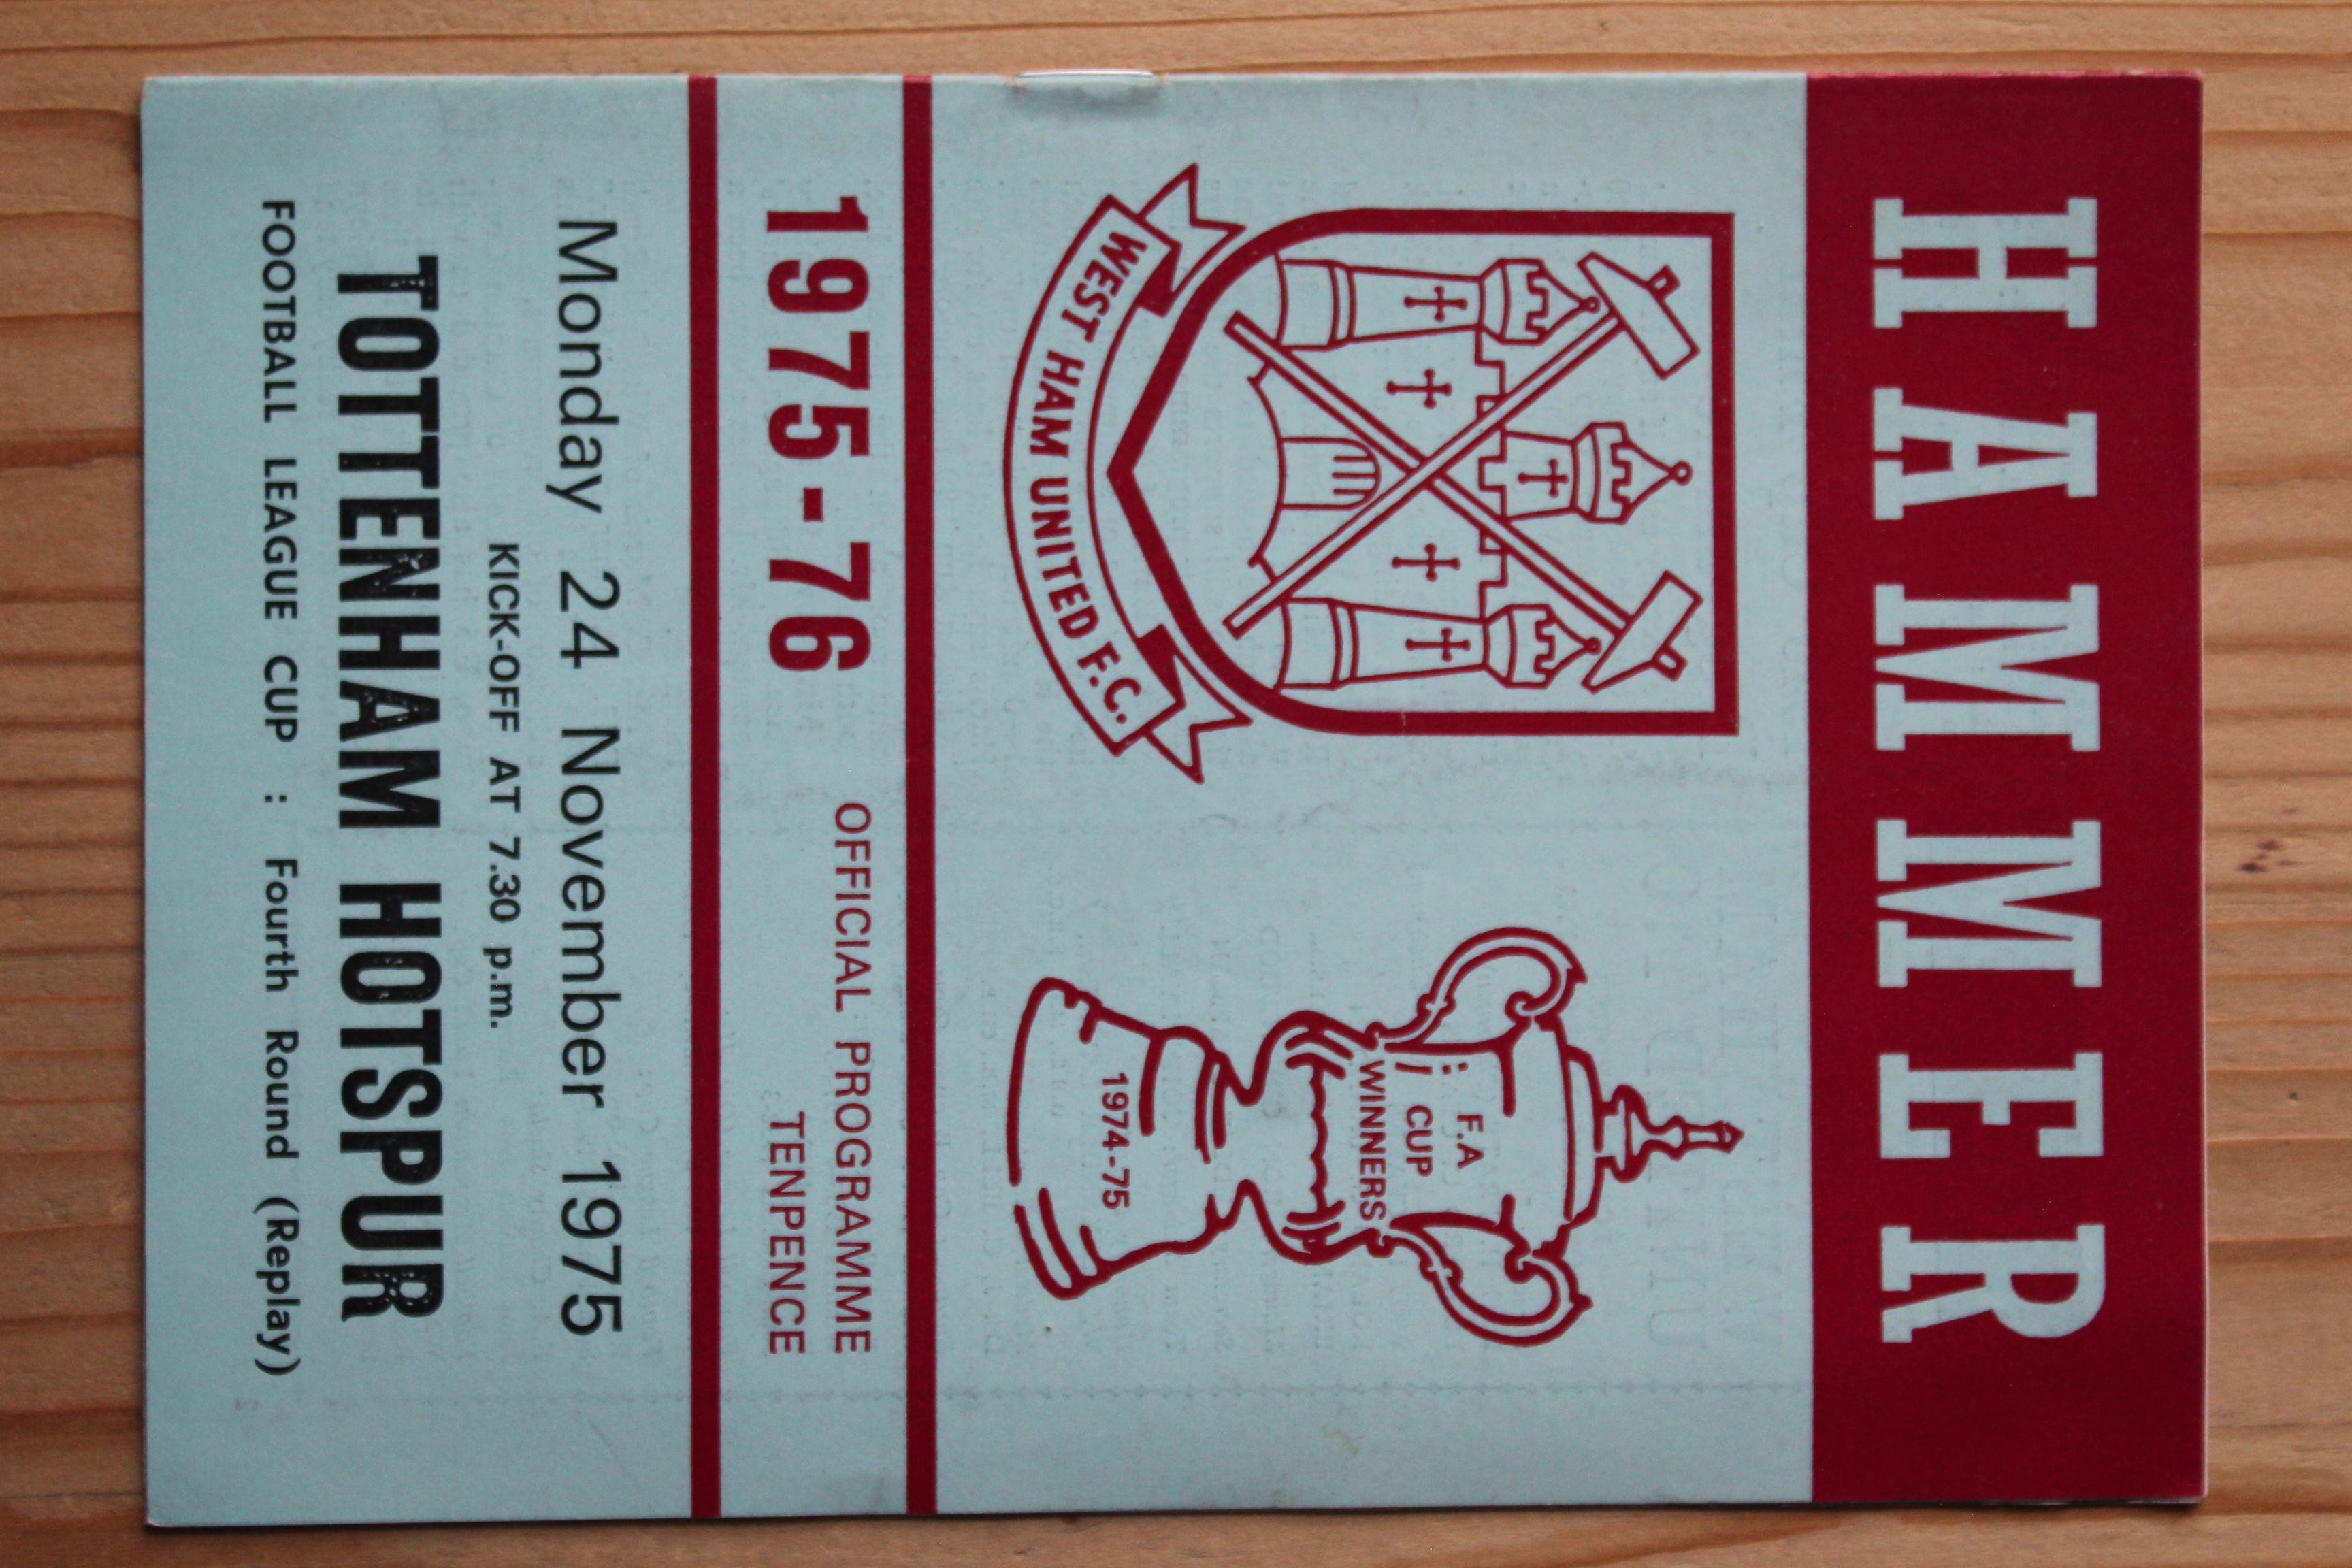 HAMMER
WEST HAM UNITED F.C.
F.A
CUP
WINNERS
1974-75
1975-76
OFFICIAL PROGRAMME
TENPENCE
Monday 24 November 1975
KICK-OFF AT 7.30 p.m.
TOTTENHAM HOTSPUR
FOOTBALL LEAGUE CUP : Fourth Round (Replay)